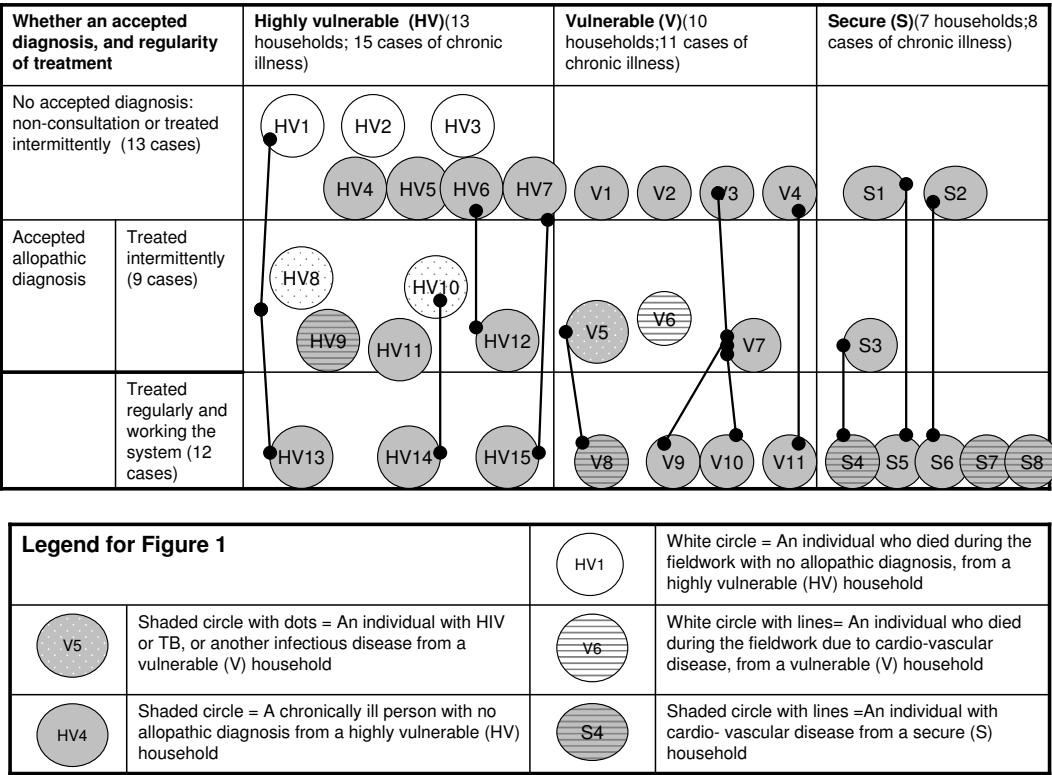 Whether an accepted
diagnosis, and regularity
of treatment
Highly vulnerable (HV)(13
households; 15 cases of chronic
illness)
Vulnerable (V)(10
households;11 cases of
chronic illness)
Secure (S)(7 households;8
cases of chronic illness)
No accepted diagnosis:
non-consultation or treated
intermittently (13 cases)
HV1 HV2 HV3
HV4 HV5 HV6 HV7 V1 V2 V3 V4 S1 S2
Accepted
allopathic
diagnosis
Treated
intermittently
(9 cases)
HV8 HV10
HV9 HV11 HV12 V5 V6 V7 S3
Treated
regularly and
working the
system (12
cases)
HV13 HV14 HV15 V8 V9 V10 V11 S4 S5 S6 S7 S8
Legend for Figure 1
HV1
White circle = An individual who died during the
fieldwork with no allopathic diagnosis, from a
highly vulnerable (HV) household
V5
Shaded circle with dots = An individual with HIV
or TB, or another infectious disease from a
vulnerable (V) household
V6
White circle with lines= An individual who died
during the fieldwork due to cardio-vascular
disease, from a vulnerable (V) household
HV4
Shaded circle = A chronically ill person with no
allopathic diagnosis from a highly vulnerable (HV)
household
S4
Shaded circle with lines =An individual with
cardio- vascular disease from a secure (S)
household